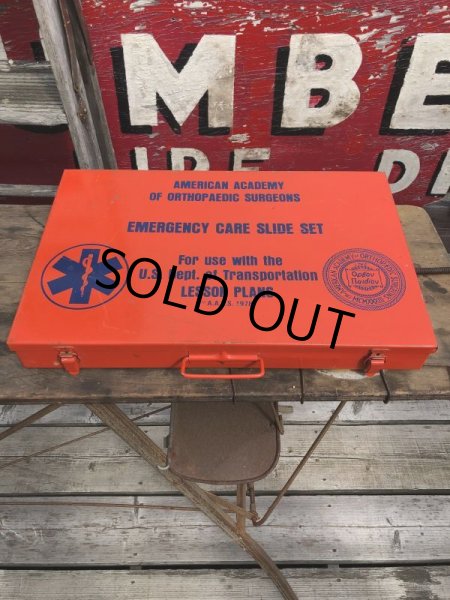 MBE
IRE
AMERICAN ACADEMY
OF ORTHOPAEDIC SURGEONS
EMERGENCY CARE SLIDE SET
For use with the
U.S. Dept. of Transportation
LESSON PLANS
SOLD OUT